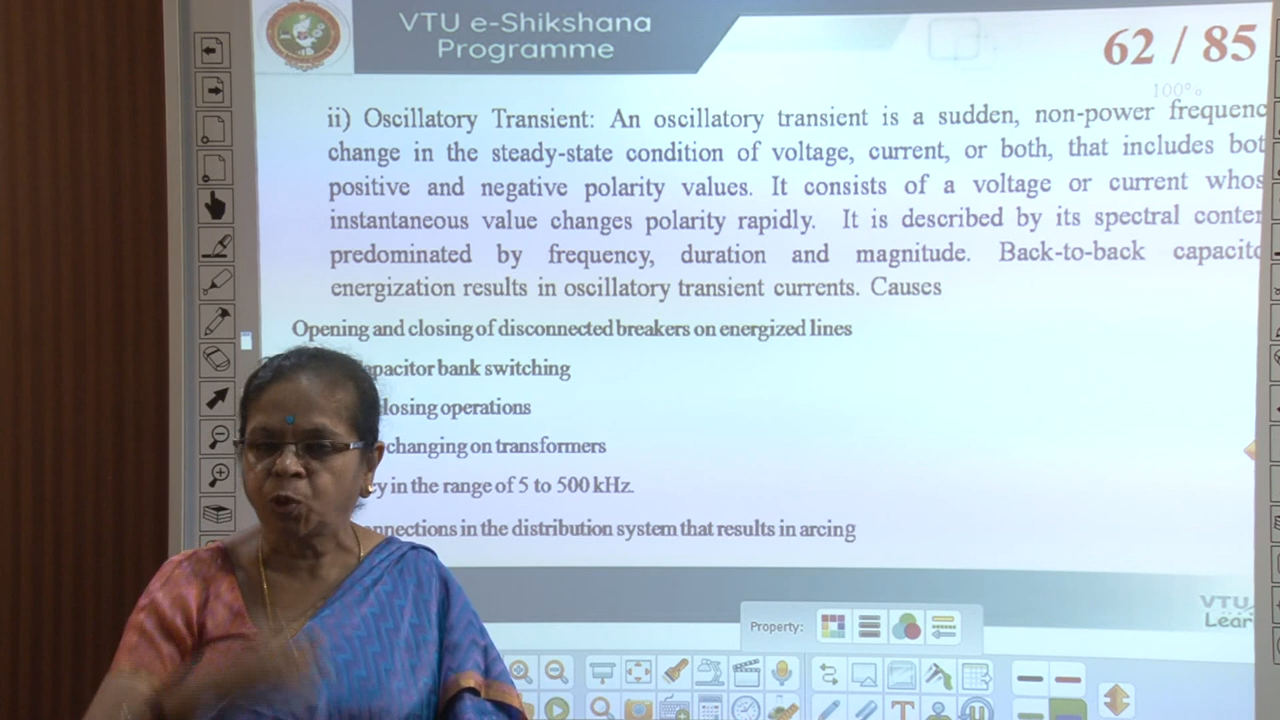 VTU e-Shikshana
Programme
62 / 85
100%
ii) Oscillatory Transient: An oscillatory transient is a sudden, non-power frequenc
change in the steady-state condition of voltage, current, or both, that includes bot
positive and negative polarity values. It consists of a voltage or current whos
instantaneous value changes polarity rapidly. It is described by its spectral conter
predominated by frequency, duration and magnitude. Back-to-back capacito
energization results in oscillatory transient currents. Causes
Opening and closing of disconnected breakers on energized lines
apacitor bank switching
losing operations
changing on transformers
cy in the range of 5 to 500 kHz.
onnections in the distribution system that results in arcing
VTU
Lear
Property: